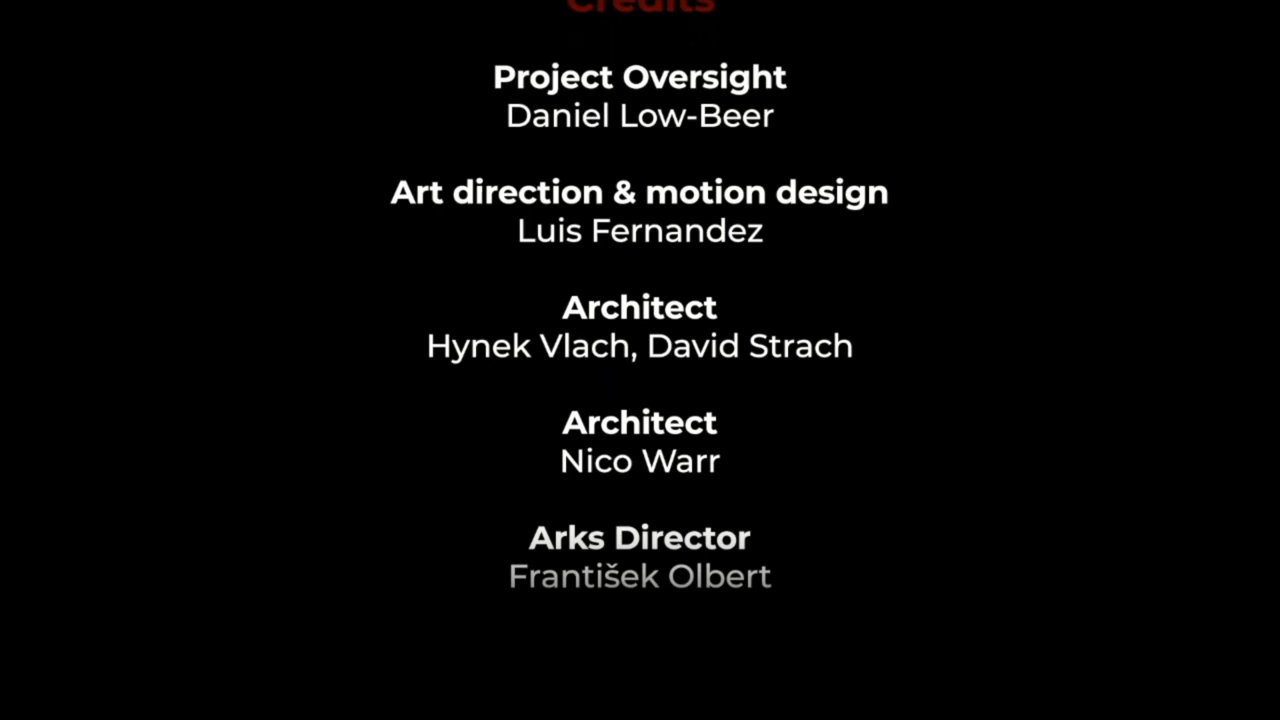 Credits
Project Oversight
Daniel Low-Beer
Art direction & motion design
Luis Fernandez
Architect
Hynek Vlach, David Strach
Architect
Nico Warr
Arks Director
František Olbert